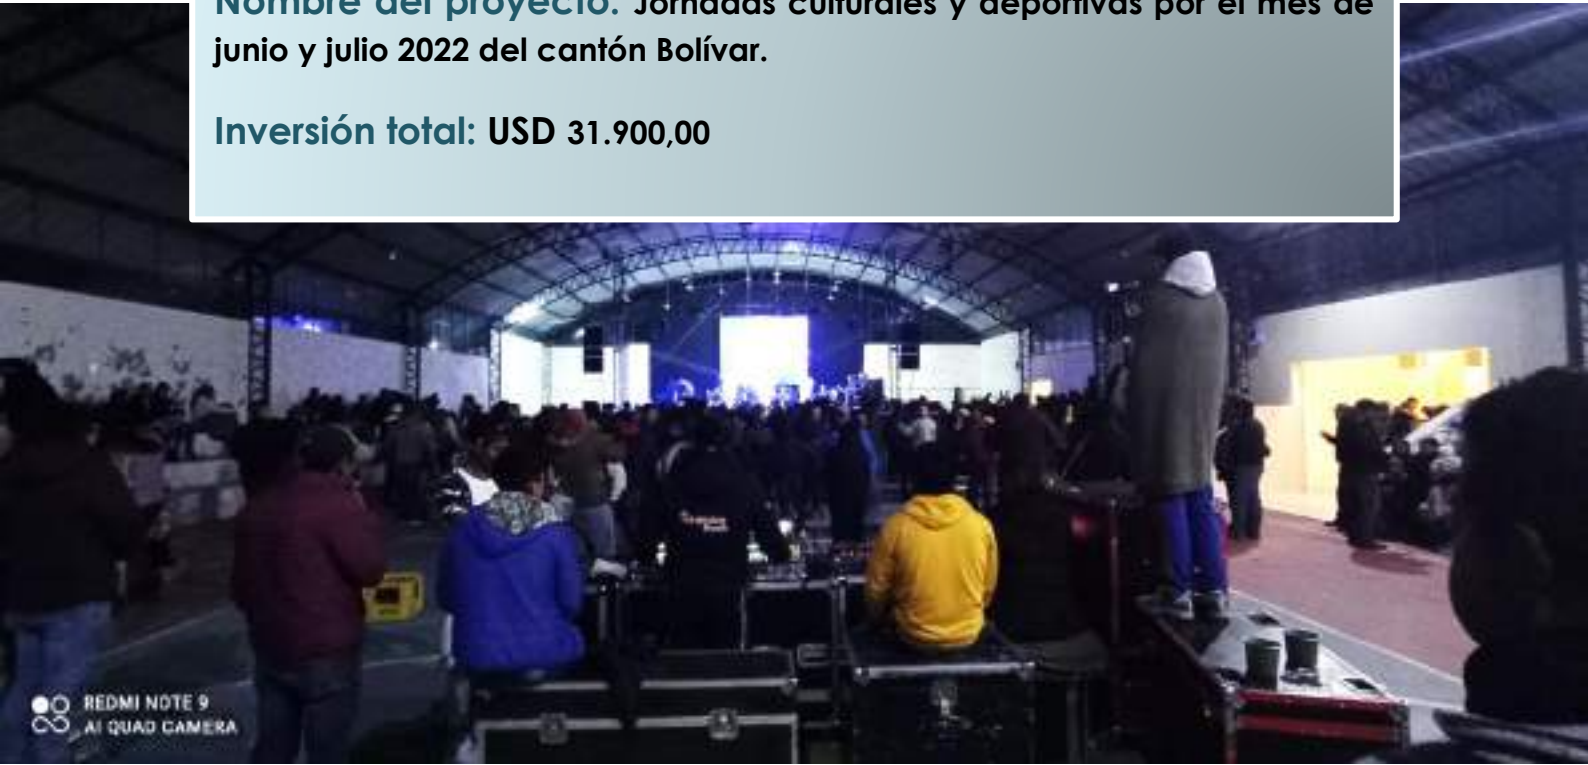 Nombre del proyecto: Jornadas culturales y deportivas por el mes de
junio y julio 2022 del cantón Bolívar.
Inversión total: USD 31.900,00
REDMI NOTE 9
AI QUAD CAMERA